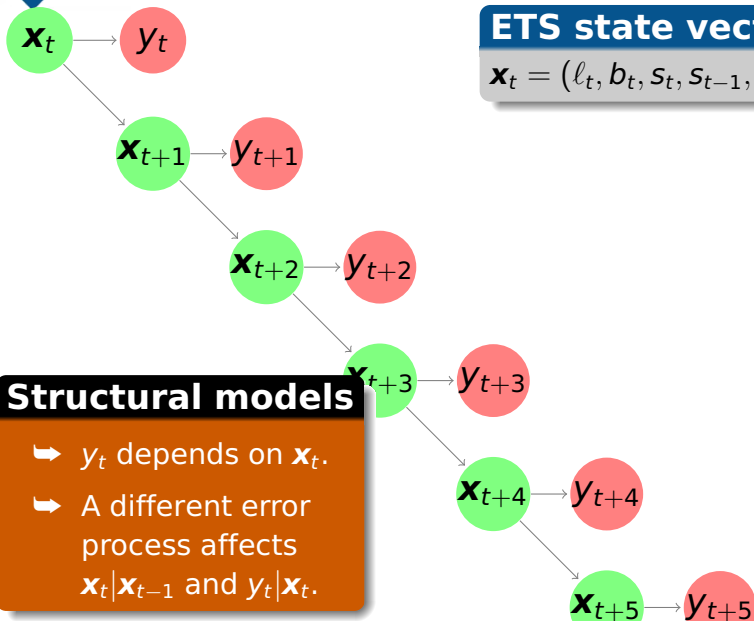 x_t y_t
ETS state vect
x_t = (ℓ_t, b_t, s_t, s_{t−1},
x_{t+1} y_{t+1}
x_{t+2} y_{t+2}
x_{t+3} y_{t+3}
Structural models
➥ y_t depends on x_t.
➥ A different error
process affects
x_t|x_{t−1} and y_t|x_t.
x_{t+4} y_{t+4}
x_{t+5} y_{t+5}